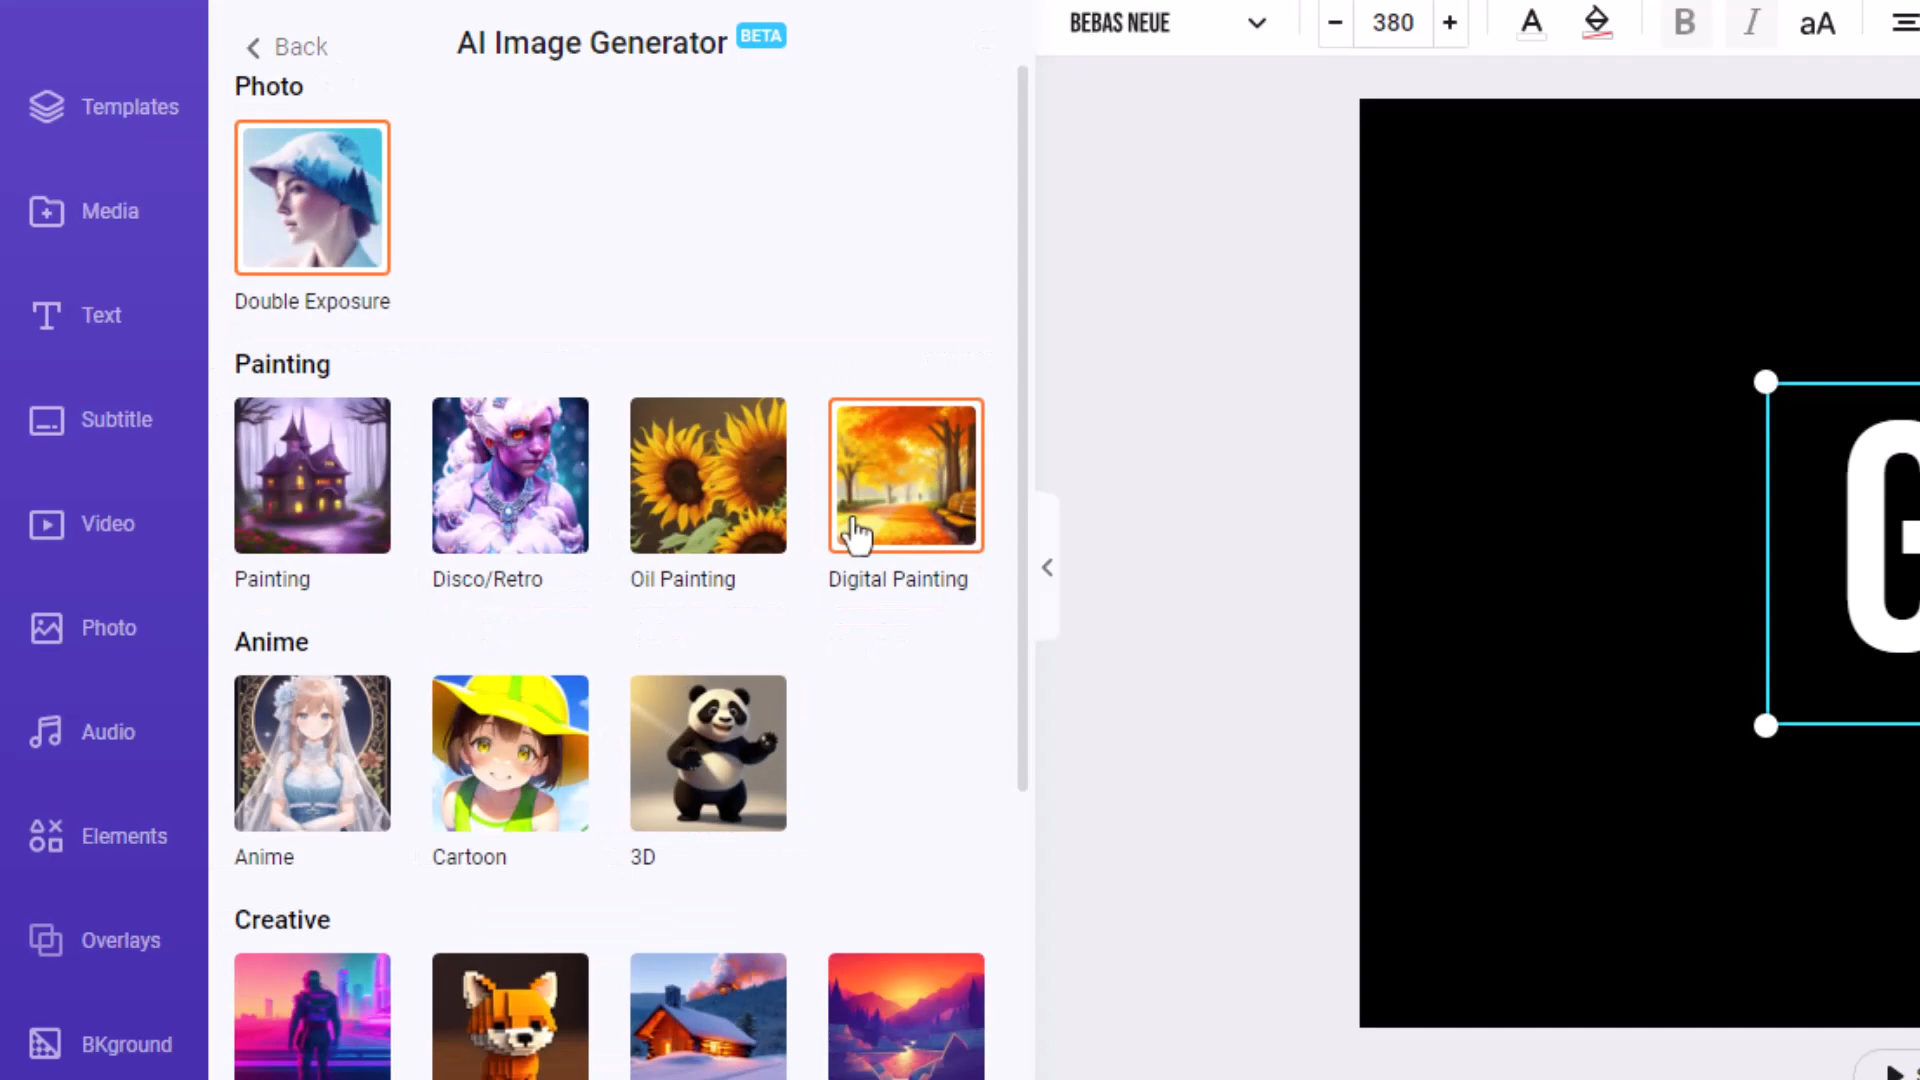 Back
AI Image Generator BETA
BEBAS NEUE
380
A
B
I
aA
Templates
Media
Text
Subtitle
Video
Photo
Audio
Elements
Overlays
BKground
Photo
Double Exposure
Painting
Painting
Disco/Retro
Oil Painting
Digital Painting
Anime
Anime
Cartoon
3D
Creative
G